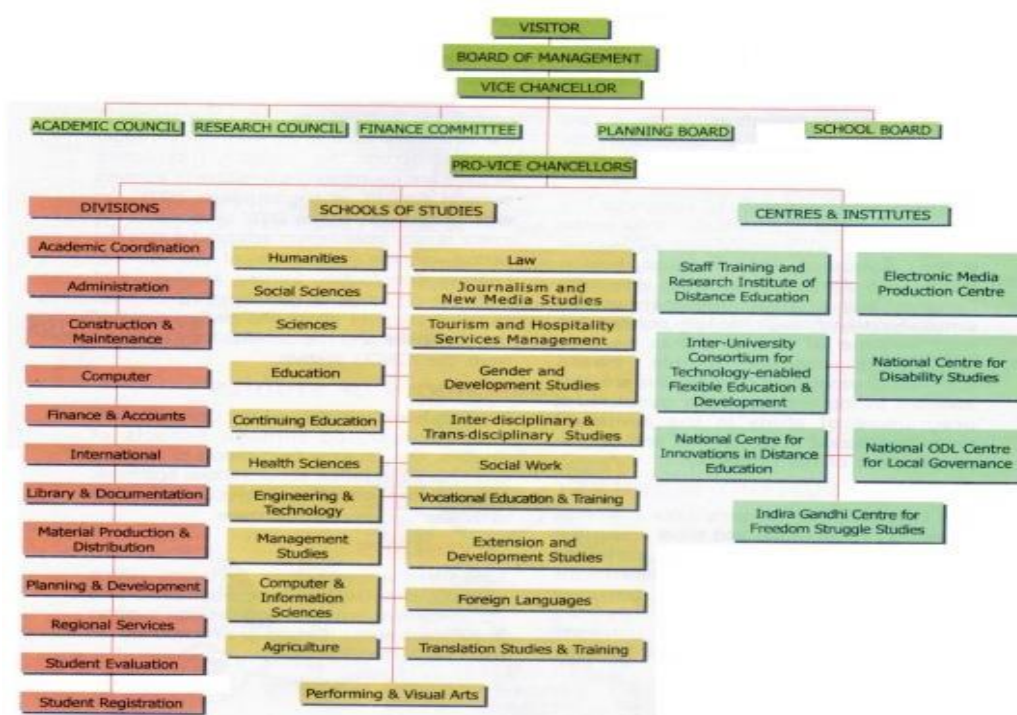 VISITOR
BOARD OF MANAGEMENT
VICE CHANCELLOR
ACADEMIC COUNCIL
RESEARCH COUNCIL
FINANCE COMMITTEE
PLANNING BOARD
SCHOOL BOARD
PRO-VICE CHANCELLORS
DIVISIONS
Academic Coordination
Administration
Construction &
Maintenance
Computer
Finance & Accounts
International
Library & Documentation
Material Production &
Distribution
Planning & Development
Regional Services
Student Evaluation
Student Registration
SCHOOLS OF STUDIES
Humanities
Social Sciences
Sciences
Education
Continuing Education
Health Sciences
Engineering &
Technology
Management
Studies
Computer &
Information
Sciences
Agriculture
Law
Journalism and
New Media Studies
Tourism and Hospitality
Services Management
Gender and
Development Studies
Inter-disciplinary &
Trans-disciplinary Studies
Social Work
Vocational Education & Training
Extension and
Development Studies
Foreign Languages
Translation Studies & Training
Performing & Visual Arts
CENTRES & INSTITUTES
Staff Training and
Research Institute of
Distance Education
Inter-University
Consortium for
Technology-enabled
Flexible Education &
Development
National Centre for
Innovations in Distance
Education
Electronic Media
Production Centre
National Centre for
Disability Studies
National ODL Centre
for Local Governance
Indira Gandhi Centre for
Freedom Struggle Studies